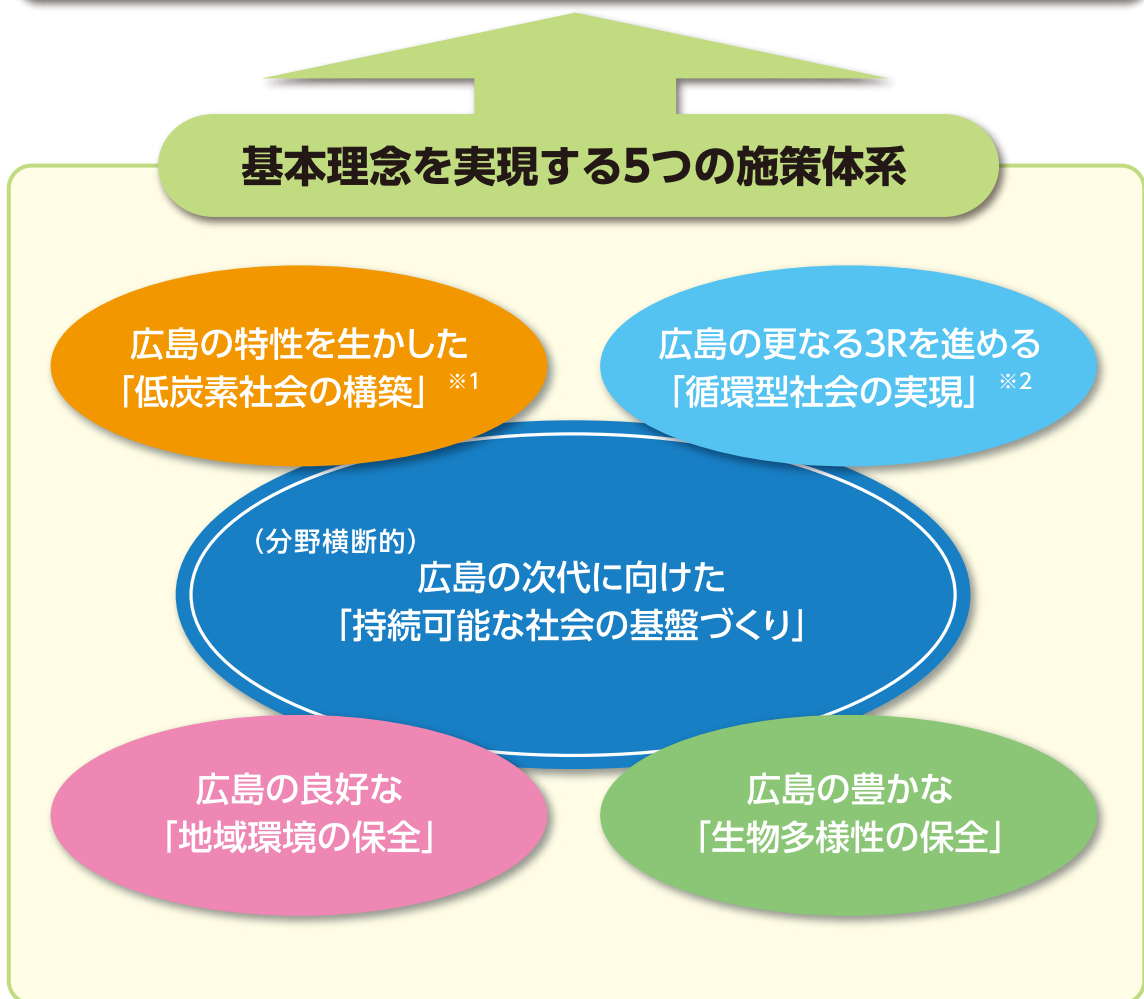 基本理念を実現する5つの施策体系
広島の特性を生かした
「低炭素社会の構築」※1
広島の更なる3Rを進める
「循環型社会の実現」※2
（分野横断的）
広島の次代に向けた
「持続可能な社会の基盤づくり」
広島の良好な
「地域環境の保全」
広島の豊かな
「生物多様性の保全」